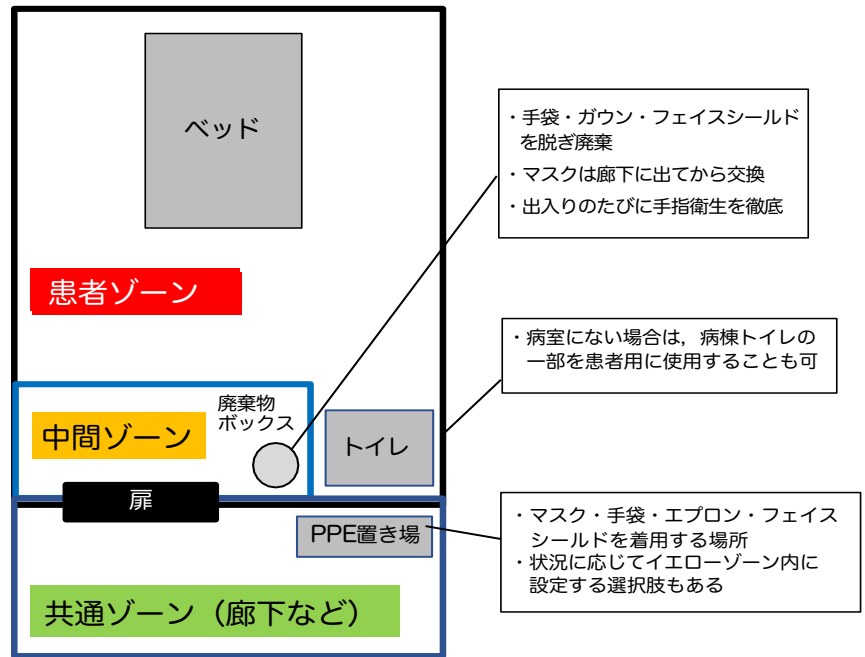 ベッド
・手袋・ガウン・フェイスシールド
を脱ぎ廃棄
・マスクは廊下に出てから交換
・出入りのたびに手指衛生を徹底
患者ゾーン
・病室にない場合は，病棟トイレの
一部を患者用に使用することも可
中間ゾーン
廃棄物
ボックス
トイレ
扉
PPE置き場
・マスク・手袋・エプロン・フェイス
シールドを着用する場所
・状況に応じてイエローゾーン内に
設定する選択肢もある
共通ゾーン（廊下など）